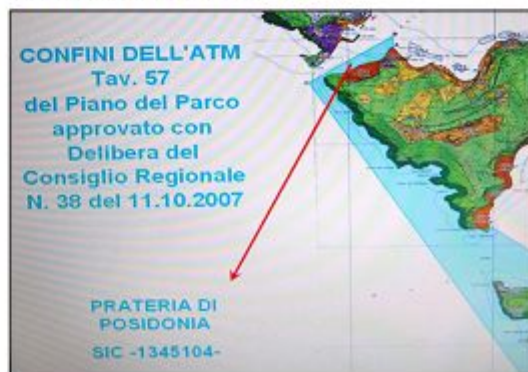 CONFINI DELL'ATM
Tav. 57
del Piano del Parco
approvato con
Delibera del
Consiglio Regionale
N. 38 del 11.10.2007
PRATERIA DI
POSIDONIA
SIC -1345104-